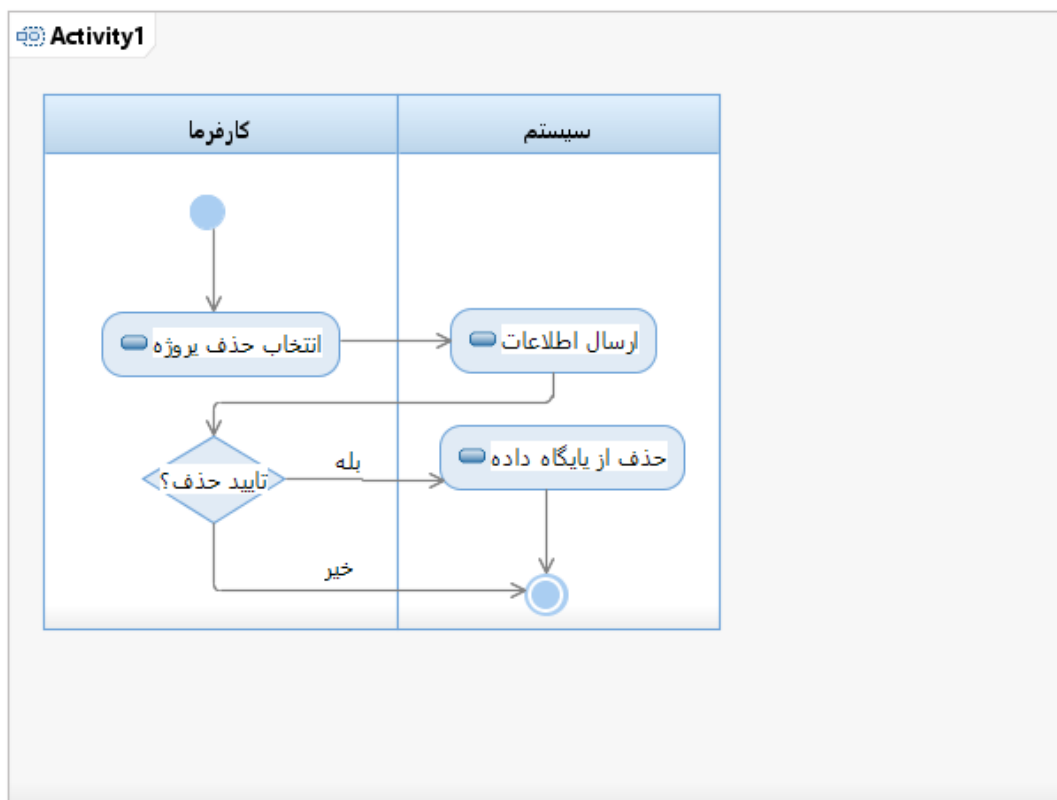 Activity1
کارفرما
سیستم
انتخاب حذف پروژه
ارسال اطلاعات
تایید حذف؟
بله
حذف از پایگاه داده
خیر